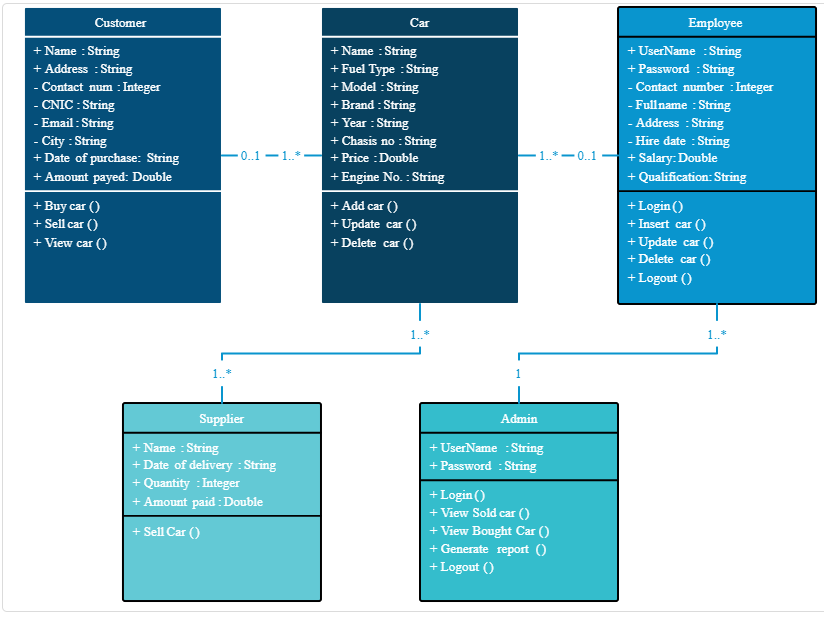 Customer
+ Name : String
+ Address : String
- Contact num : Integer
- CNIC : String
- Email : String
- City : String
+ Date of purchase: String
+ Amount payed: Double
+ Buy car ()
+ Sell car ()
+ View car ()
0..1
1..*
Car
+ Name : String
+ Fuel Type : String
+ Model : String
+ Brand : String
+ Year : String
+ Chasis no : String
+ Price : Double
+ Engine No. : String
+ Add car ()
+ Update car ()
+ Delete car ()
1..*
0..1
Employee
+ UserName : String
+ Password : String
- Contact number : Integer
- Fullname : String
- Address : String
- Hire date : String
+ Salary: Double
+ Qualification: String
+ Login ()
+ Insert car ()
+ Update car ()
+ Delete car ()
+ Logout ()
1..*
1..*
1..*
1
Supplier
+ Name : String
+ Date of delivery : String
+ Quantity : Integer
+ Amount paid : Double
+ Sell Car ()
Admin
+ UserName : String
+ Password : String
+ Login ()
+ View Sold car ()
+ View Bought Car ()
+ Generate report ()
+ Logout ()